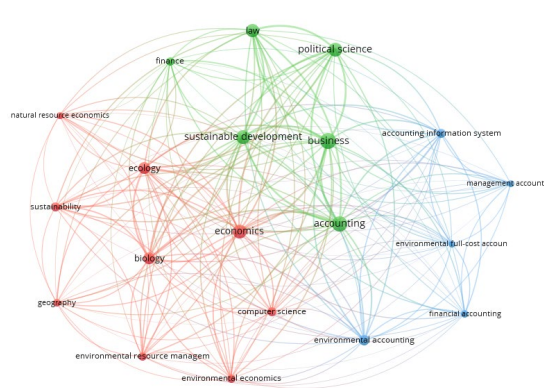 law
political science
finance
natural resource economics
accounting information system
sustainable development
business
ecology
management account
sustainability
accounting
economics
environmental full-cost accoun
biology
geography
computer science
financial accounting
environmental accounting
environmental resource managem
environmental economics